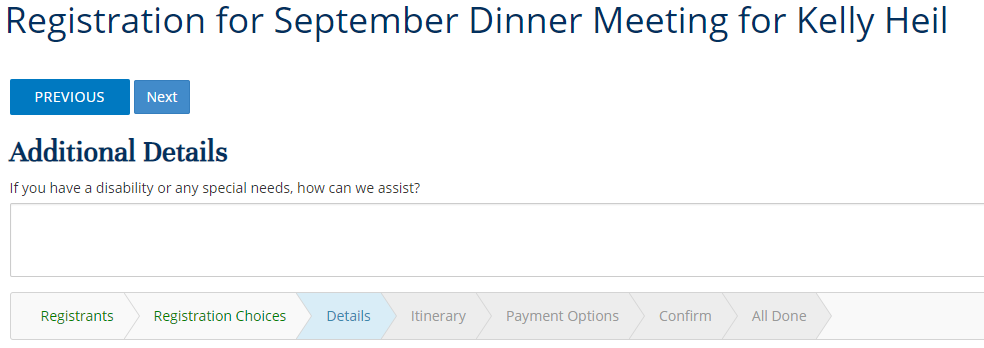 Registration for September Dinner Meeting for Kelly Heil
PREVIOUS Next
Additional Details
If you have a disability or any special needs, how can we assist?
Registrants Registration Choices Details Itinerary Payment Options Confirm All Done